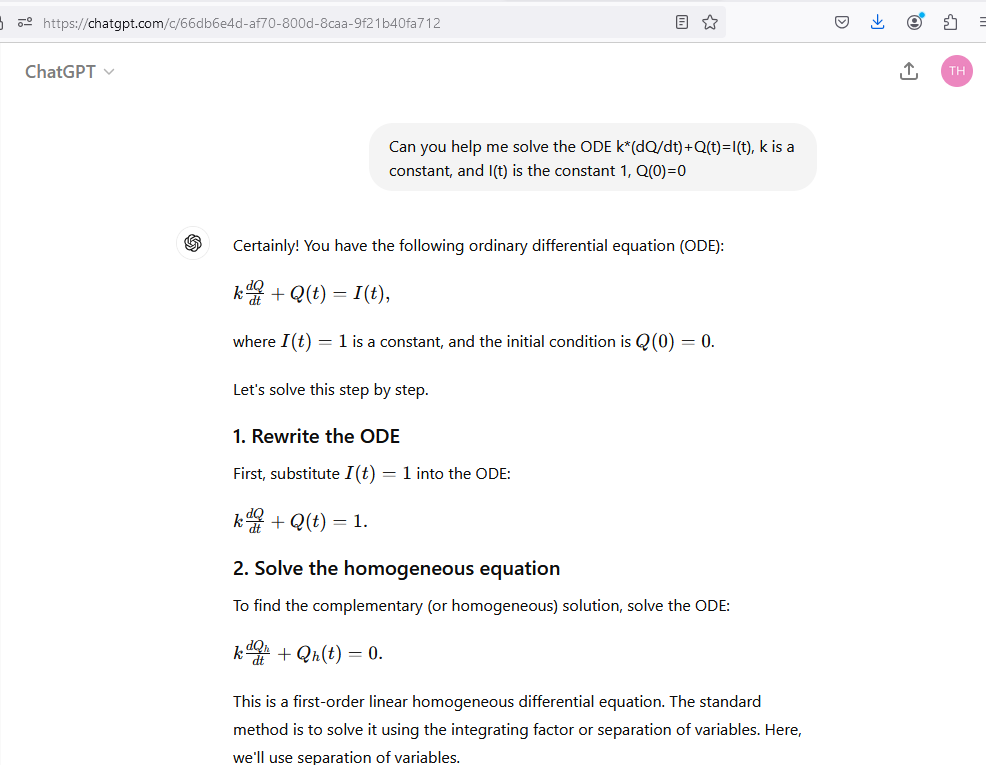 https://chatgpt.com/c/66db6e4d-af70-800d-8caa-9f21b40fa712
ChatGPT
TH
Can you help me solve the ODE k*(dQ/dt)+Q(t)=I(t), k is a
constant, and I(t) is the constant 1, Q(0)=0
Certainly! You have the following ordinary differential equation (ODE):
k dQ/dt + Q(t) = I(t),
where I(t) = 1 is a constant, and the initial condition is Q(0) = 0.
Let's solve this step by step.
1. Rewrite the ODE
First, substitute I(t) = 1 into the ODE:
k dQ/dt + Q(t) = 1.
2. Solve the homogeneous equation
To find the complementary (or homogeneous) solution, solve the ODE:
k dQₕ/dt + Qₕ(t) = 0.
This is a first-order linear homogeneous differential equation. The standard
method is to solve it using the integrating factor or separation of variables. Here,
we'll use separation of variables.